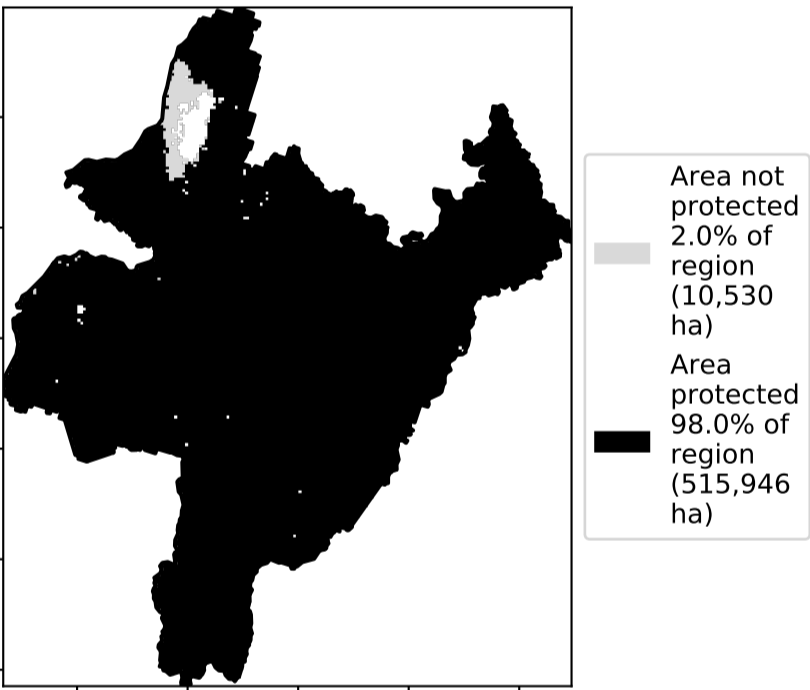 Area not
protected
2.0% of
region
(10,530
ha)
Area
protected
98.0% of
region
(515,946
ha)